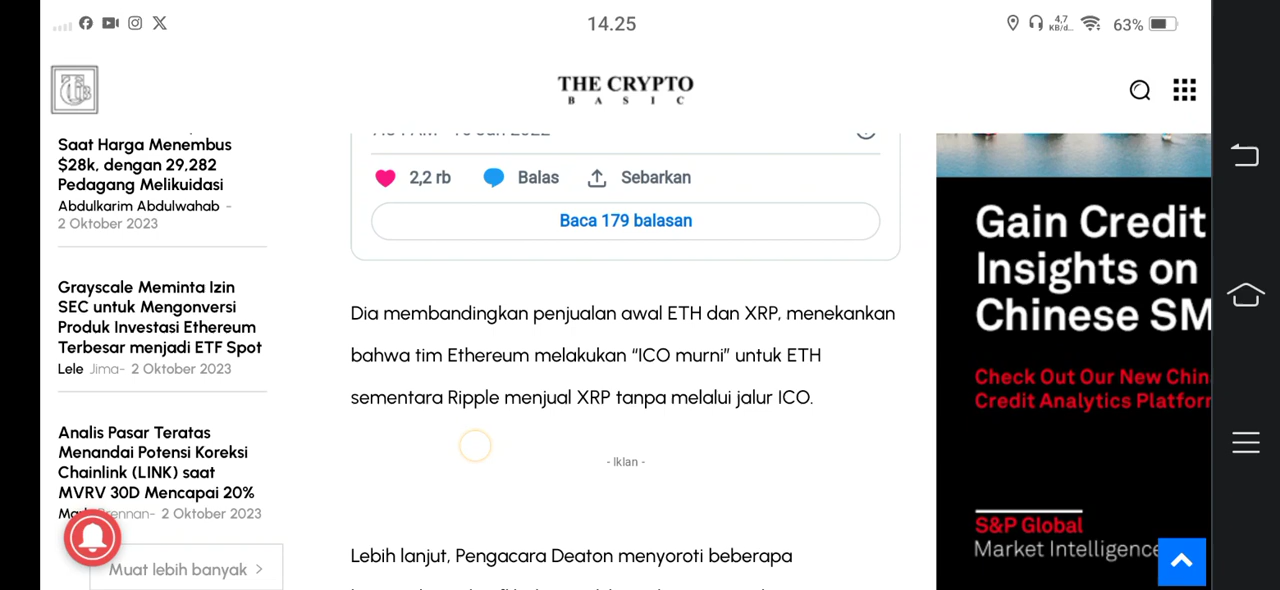 14.25
4,7
KB/d...
63%
THE CRYPTO
BASIC
Saat Harga Menembus
$28k, dengan 29,282
Pedagang Melikuidasi
Abdulkarim Abdulwahab -
2 Oktober 2023
Grayscale Meminta Izin
SEC untuk Mengonversi
Produk Investasi Ethereum
Terbesar menjadi ETF Spot
Lele Jima- 2 Oktober 2023
Analis Pasar Teratas
Menandai Potensi Koreksi
Chainlink (LINK) saat
MVRV 30D Mencapai 20%
Mark Brennan- 2 Oktober 2023
Muat lebih banyak >
2,2 rb Balas Sebarkan
Baca 179 balasan
Dia membandingkan penjualan awal ETH dan XRP, menekankan
bahwa tim Ethereum melakukan “ICO murni” untuk ETH
sementara Ripple menjual XRP tanpa melalui jalur ICO.
- Iklan -
Lebih lanjut, Pengacara Deaton menyoroti beberapa
Gain Credit
Insights on
Chinese SM
Check Out Our New Chin
Credit Analytics Platfor
S&P Global
Market Intelligence